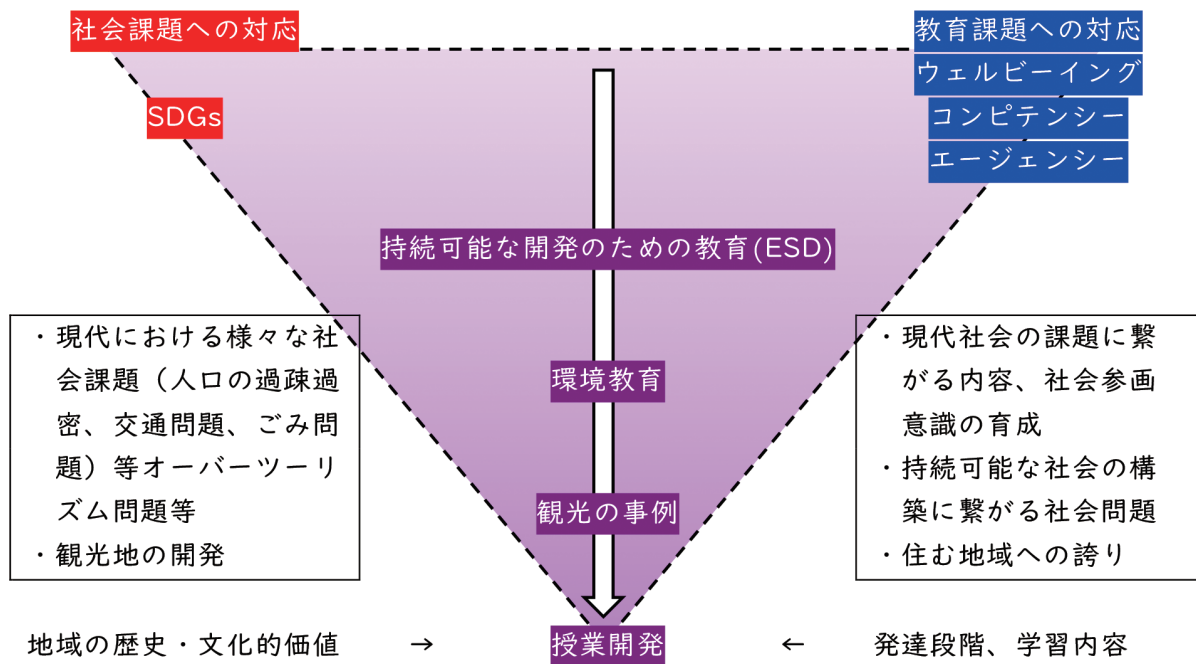 社会課題への対応
教育課題への対応
ウェルビーイング
SDGs
コンピテンシー
エージェンシー
持続可能な開発のための教育(ESD)
・現代における様々な社
会課題（人口の過疎過
密、交通問題、ごみ問
題）等オーバーツーリ
ズム問題等
・観光地の開発
環境教育
観光の事例
・現代社会の課題に繋
がる内容、社会参画
意識の育成
・持続可能な社会の構
築に繋がる社会問題
・住む地域への誇り
地域の歴史・文化的価値 → 授業開発 ← 発達段階、学習内容